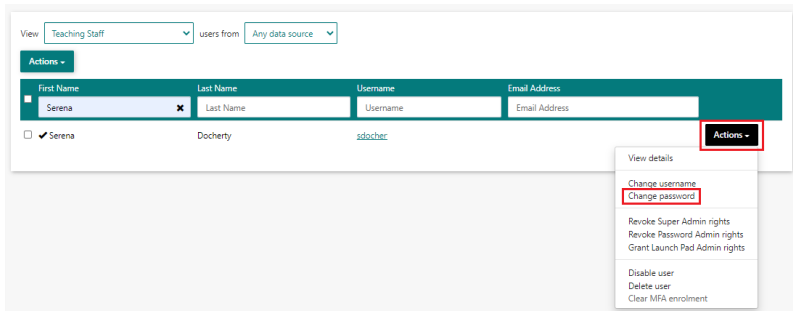 View Teaching Staff users from Any data source
Actions
First Name Last Name Username Email Address
Serena Last Name Username Email Address
Serena Docherty sdocher Actions
View details
Change username
Change password
Revoke Super Admin rights
Revoke Password Admin rights
Grant Launch Pad Admin rights
Disable user
Delete user
Clear MFA enrolment